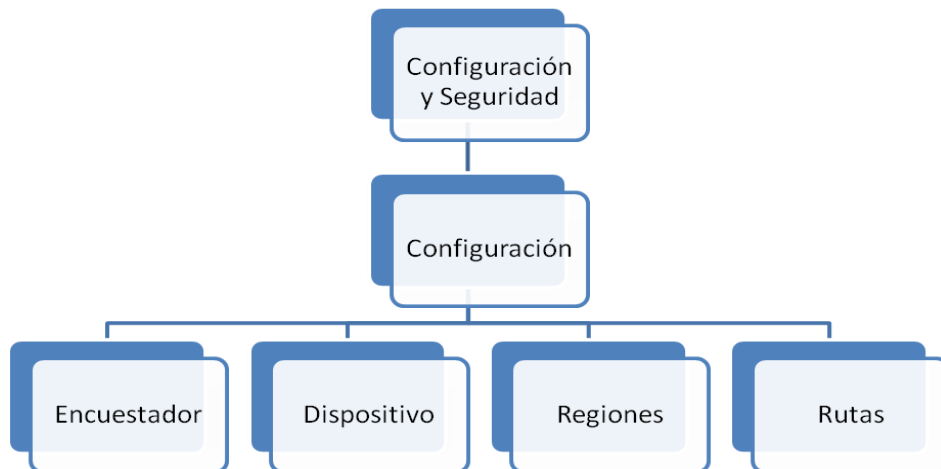 Configuración
y Seguridad
Configuración
Encuestador
Dispositivo
Regiones
Rutas